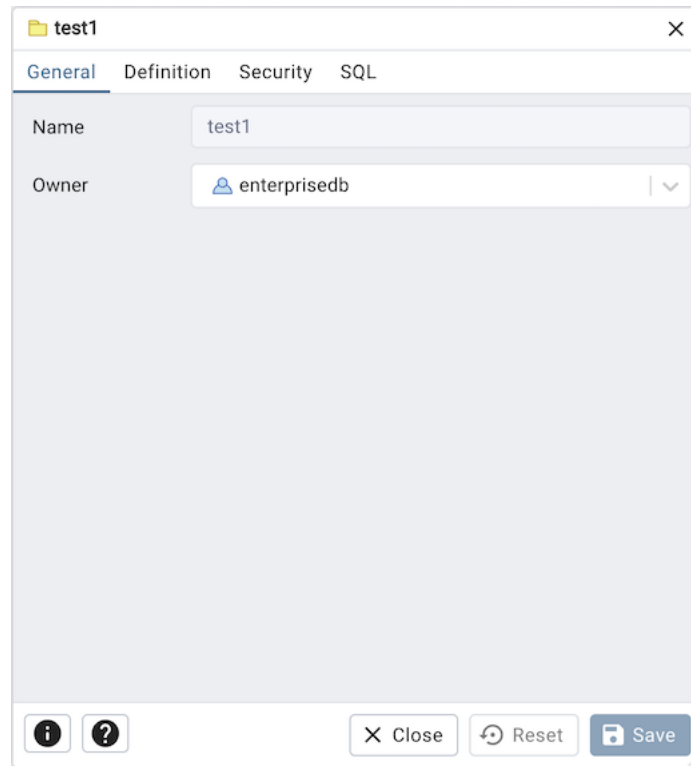 test1
General Definition Security SQL
Name test1
Owner enterprisedb
Close Reset Save